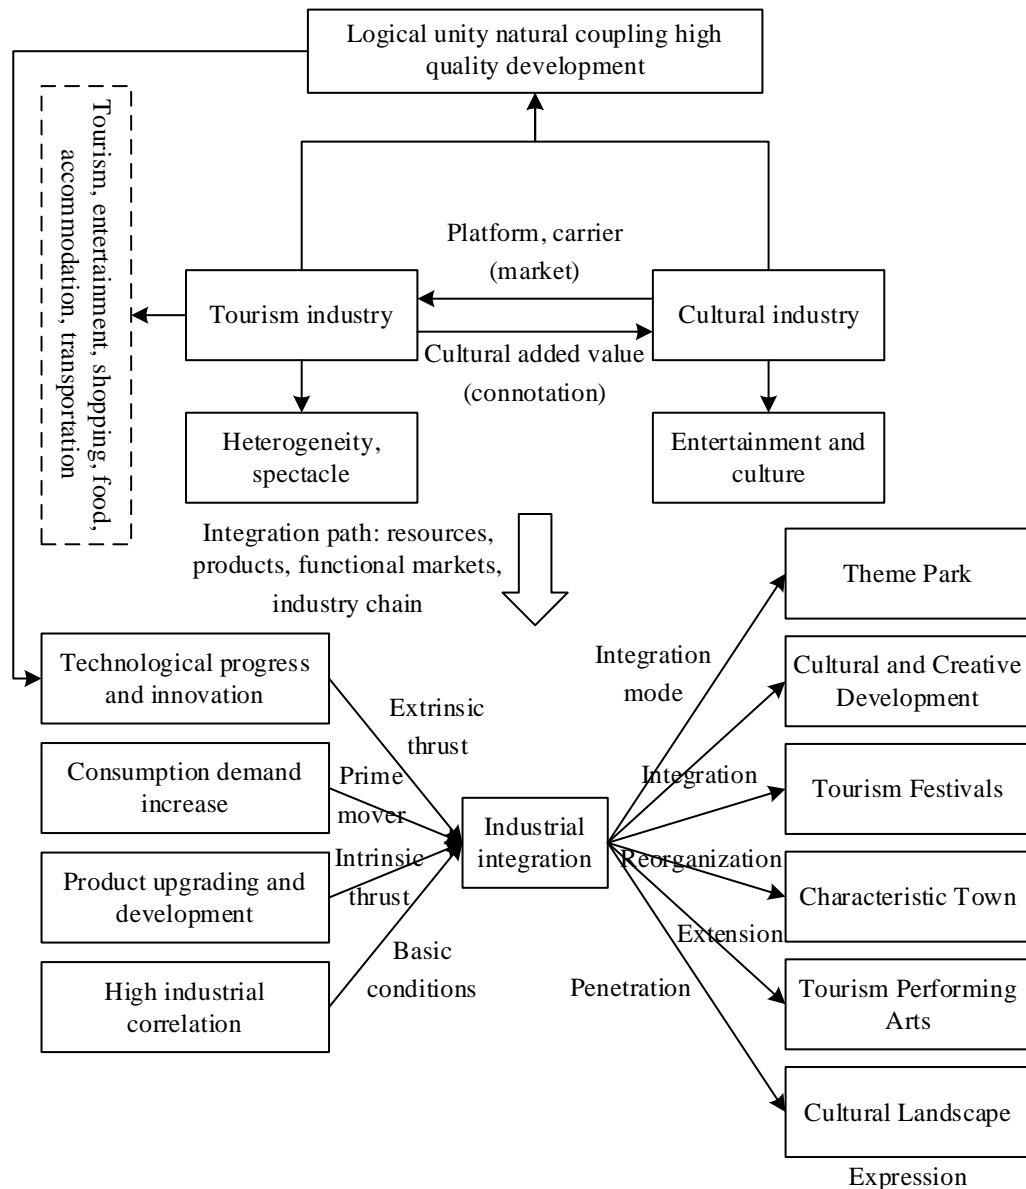 Logical unity natural coupling high
quality development
Tourism, entertainment, shopping, food,
accommodation, transportation
Platform, carrier
(market)
Tourism industry
Cultural industry
Cultural added value
(connotation)
Heterogeneity,
spectacle
Entertainment and
culture
Integration path: resources,
products, functional markets,
industry chain
Technological progress
and innovation
Consumption demand
increase
Product upgrading and
development
High industrial
correlation
Extrinsic
thrust
Prime
mover
Intrinsic
thrust
Basic
conditions
Industrial
integration
Integration
mode
Integration
Reorganization
Extension
Penetration
Theme Park
Cultural and Creative
Development
Tourism Festivals
Characteristic Town
Tourism Performing
Arts
Cultural Landscape
Expression